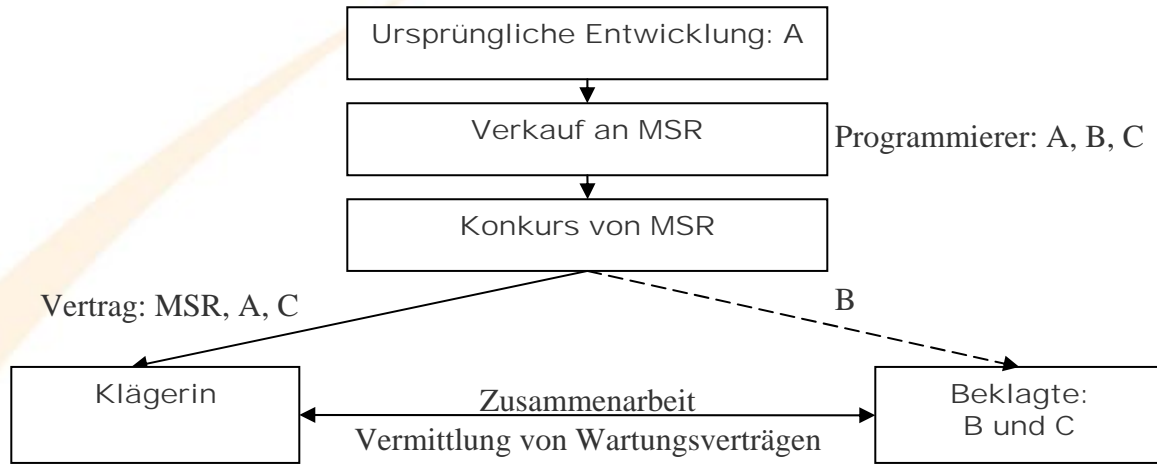 Ursprüngliche Entwicklung: A
Verkauf an MSR
Programmierer: A, B, C
Konkurs von MSR
Vertrag: MSR, A, C
B
Klägerin
Zusammenarbeit
Vermittlung von Wartungsverträgen
Beklagte:
B und C